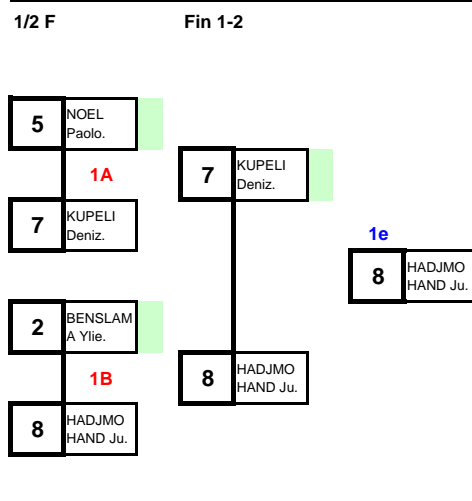 1/2 F
Fin 1-2
5
NOEL
Paolo.
1A
7
KUPELI
Deniz.
2
BENSLAM
A Ylie.
1B
8
HADJMO
HAND Ju.
7
KUPELI
Deniz.
8
HADJMO
HAND Ju.
1e
8
HADJMO
HAND Ju.